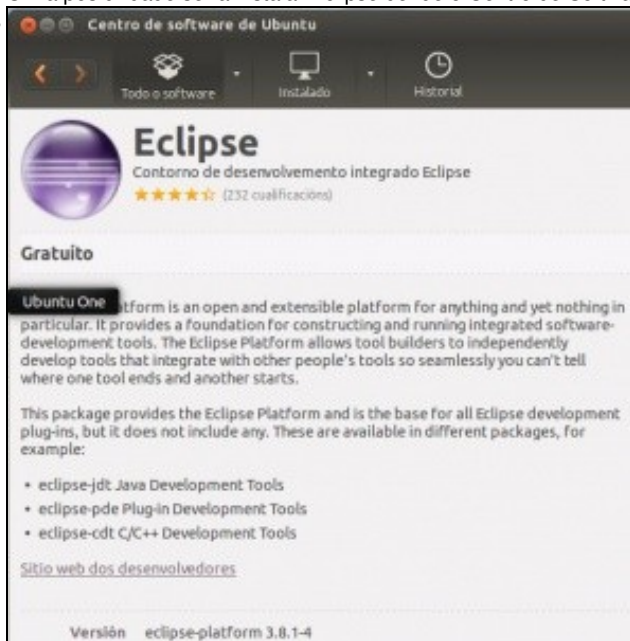 Centro de software de Ubuntu
Todo o software
Instalado
Historial
Eclipse
Contorno de desenvolvemento integrado Eclipse
(232 cualificacións)
Gratuíto
Ubuntu One
tform is an open and extensible platform for anything and yet nothing in
particular. It provides a foundation for constructing and running integrated software-
development tools. The Eclipse Platform allows tool builders to independently
develop tools that integrate with other people's tools so seamlessly you can't tell
where one tool ends and another starts.
This package provides the Eclipse Platform and is the base for all Eclipse development
plug-ins, but it does not include any. These are available in different packages, for
example:
• eclipse-jdt Java Development Tools
• eclipse-pde Plug-in Development Tools
• eclipse-cdt C/C++ Development Tools
Sitio web dos desenvolvedores
Versión eclipse-platform 3.8.1-4